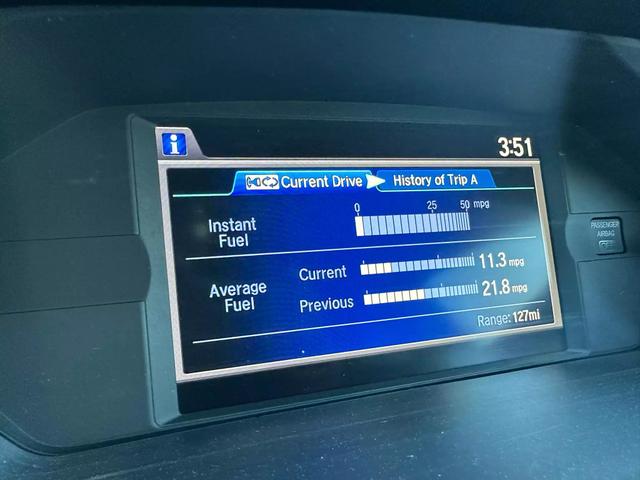 i
3:51
Current Drive
History of Trip A
0 25 50 mpg
Instant
Fuel
Average
Fuel
Current
11.3 mpg
Previous
21.8 mpg
Range: 127mi
PASSENGER
AIRBAG